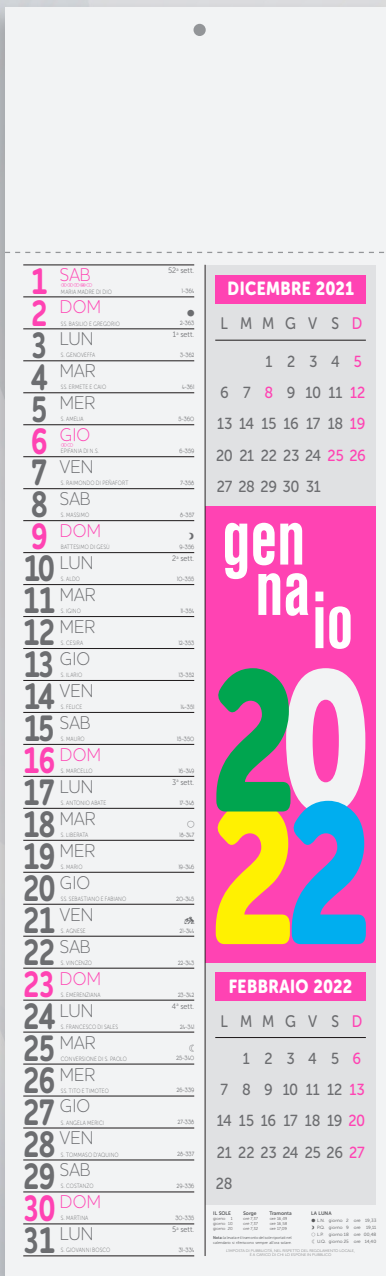 1 SAB 52ª sett.
MARIA MADRE DI DIO 1-364
2 DOM
SS. BASILIO E GREGORIO 2-363
3 LUN 1ª sett.
S. GENOVEFFA 3-362
4 MAR
SS. ERMETE E CAIO 4-361
5 MER
S. AMELIA 5-360
6 GIO
EPIFANIA DI N.S. 6-359
7 VEN
S. RAIMONDO DI PEÑAFORT 7-358
8 SAB
S. MASSIMO 8-357
9 DOM
BATTESIMO DI GESÙ 9-356
10 LUN 2ª sett.
S. ALDO 10-355
11 MAR
S. IGINO 11-354
12 MER
S. CESIRA 12-353
13 GIO
S. ILARIO 13-352
14 VEN
S. FELICE 14-351
15 SAB
S. MAURO 15-350
16 DOM
S. MARCELLO 16-349
17 LUN 3ª sett.
S. ANTONIO ABATE 17-348
18 MAR
S. LIBERATA 18-347
19 MER
S. MARIO 19-346
20 GIO
SS. SEBASTIANO E FABIANO 20-345
21 VEN
S. AGNESE 21-344
22 SAB
S. VINCENZO 22-343
23 DOM
S. EMERENZIANA 23-342
24 LUN 4ª sett.
S. FRANCESCO DI SALES 24-341
25 MAR
CONVERSIONE DI S. PAOLO 25-340
26 MER
SS. TITO E TIMOTEO 26-339
27 GIO
S. ANGELA MERICI 27-338
28 VEN
S. TOMMASO D'AQUINO 28-337
29 SAB
S. COSTANZO 29-336
30 DOM
S. MARTINA 30-335
31 LUN 5ª sett.
S. GIOVANNI BOSCO 31-334
DICEMBRE 2021
L M M G V S D
1 2 3 4 5
6 7 8 9 10 11 12
13 14 15 16 17 18 19
20 21 22 23 24 25 26
27 28 29 30 31
gen
na
io
20
22
FEBBRAIO 2022
L M M G V S D
1 2 3 4 5 6
7 8 9 10 11 12 13
14 15 16 17 18 19 20
21 22 23 24 25 26 27
28
IL SOLE Sorge Tramonta LA LUNA